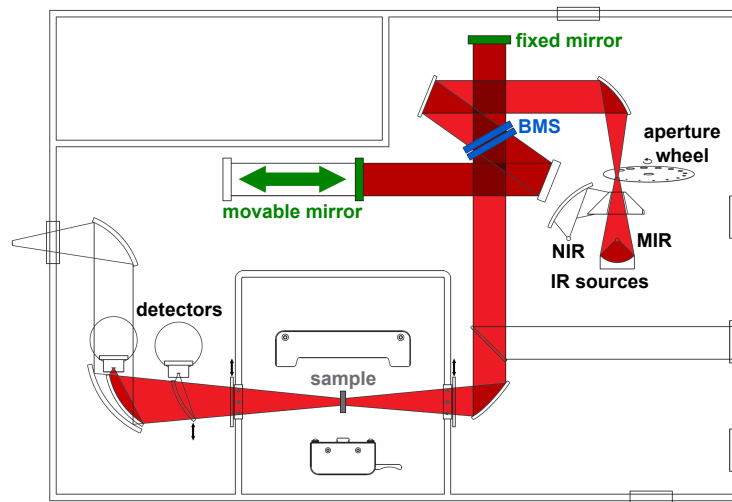 fixed mirror
BMS
aperture
wheel
movable mirror
NIR
MIR
IR sources
detectors
sample